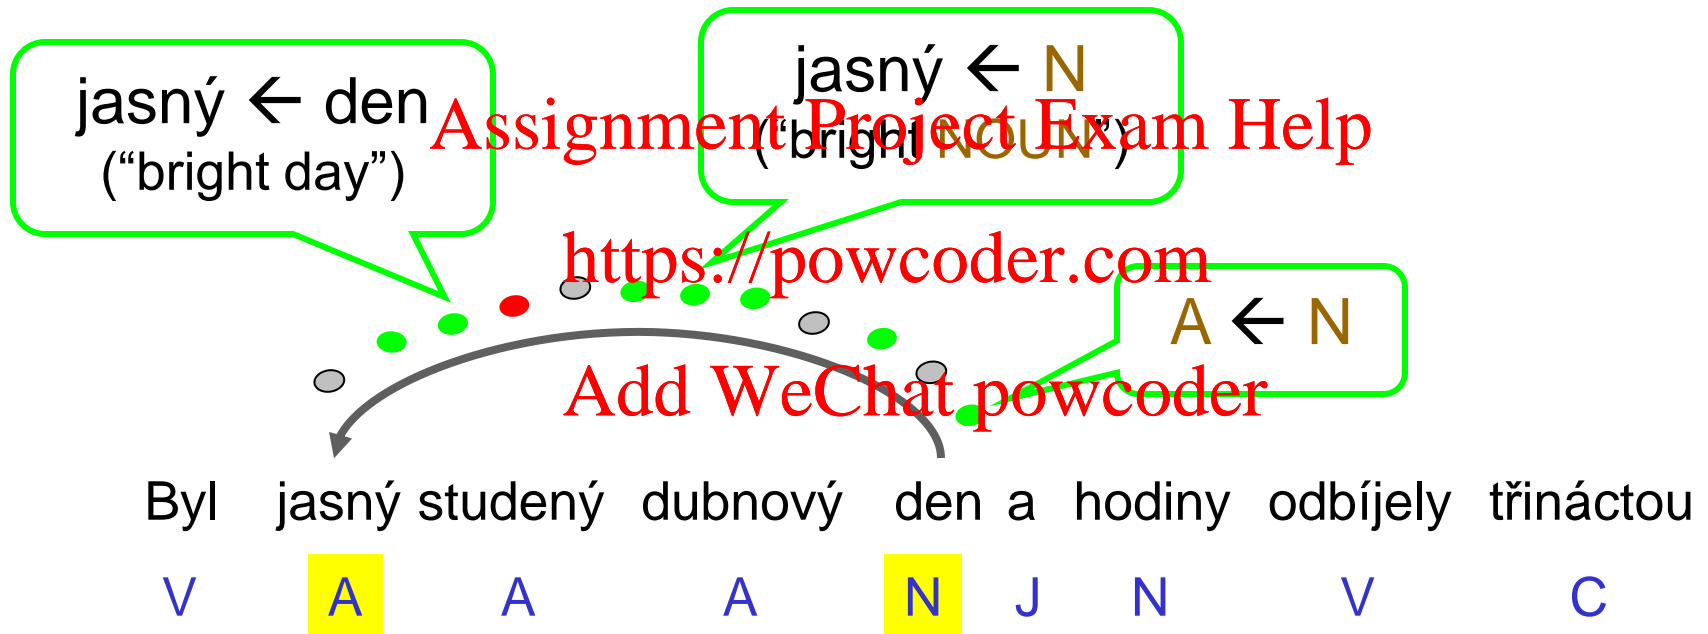 jasný ← den
("bright day")
jasný ← N
("bright NOUN")
Assignment Project Exam Help
https://powcoder.com
A ← N
Add WeChat powcoder
Byl jasný studený dubnový den a hodiny odbíjely třináctou
V A A A N J N V C